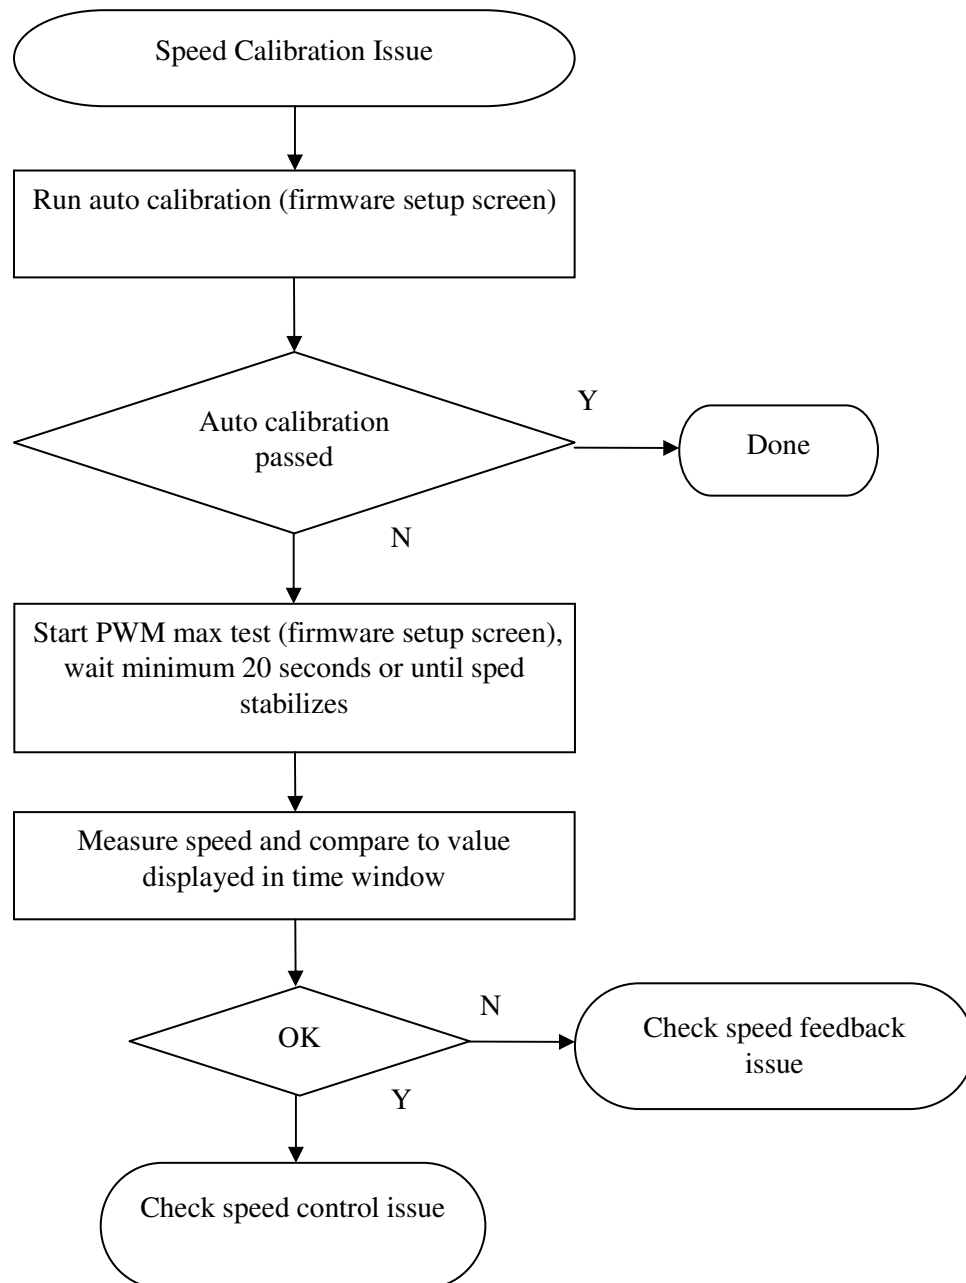 Speed Calibration Issue
Run auto calibration (firmware setup screen)
Auto calibration
passed
Y
Done
N
Start PWM max test (firmware setup screen),
wait minimum 20 seconds or until sped
stabilizes
Measure speed and compare to value
displayed in time window
OK
N
Check speed feedback
issue
Y
Check speed control issue